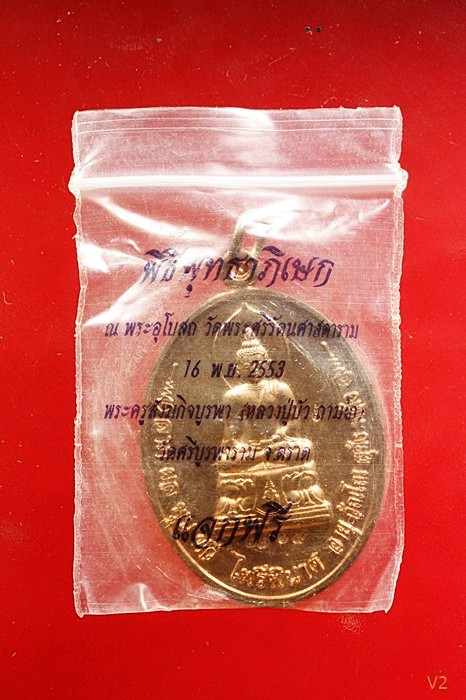 พิธีพุทธาภิเษก
ณ พระอุโบสถ วัดพระศรีรัตนศาสดาราม
16 พ.ย. 2553
พระครูสังฆกิจบูรพา (หลวงปู่บัว ถามโก)
วัดศรีบูรพาราม จ.ตราด
แจกฟรี
V2